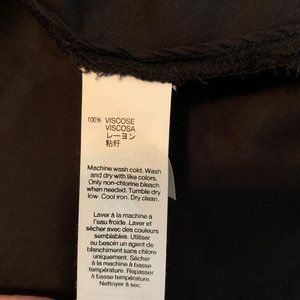 100% VISCOSE
VISCOSA
レーヨン
粘纤
Machine wash cold. Wash
and dry with like colors.
Only non-chlorine bleach
when needed. Tumble dry
low. Cool iron. Dry clean.
Laver à la machine à
l'eau froide. Laver et
sécher avec des couleurs
semblables. Utiliser
au besoin un agent de
blanchiment sans chlore
uniquement. Sécher
à la machine à basse
température. Repasser
à basse température.
Nettoyer à sec.